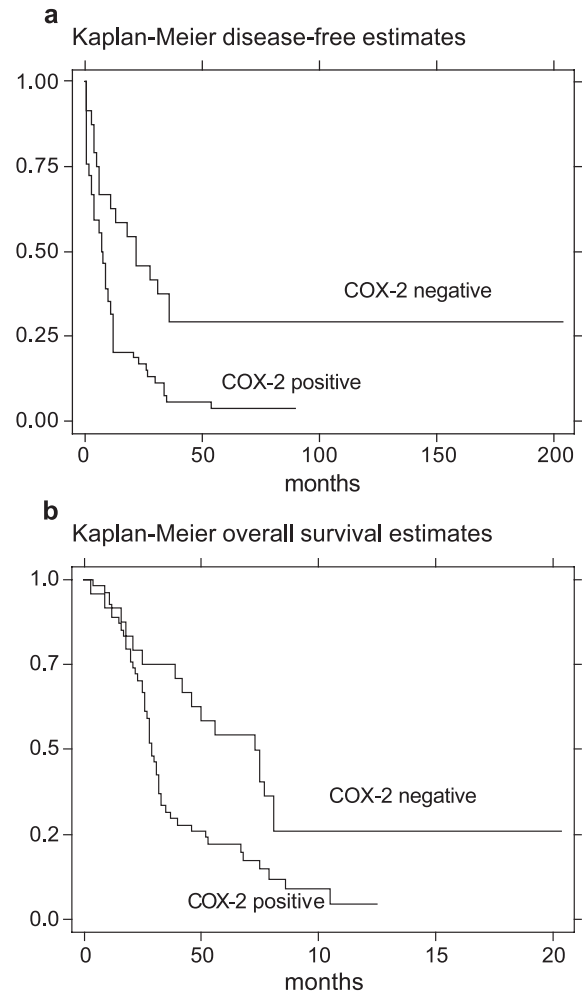 a
Kaplan-Meier disease-free estimates
1.00
0.75
0.50
0.25
0.00
COX-2 negative
COX-2 positive
0 50 100 150 200
months
b
Kaplan-Meier overall survival estimates
1.0
0.7
0.5
0.2
0.0
COX-2 negative
COX-2 positive
0 50 10 15 20
months